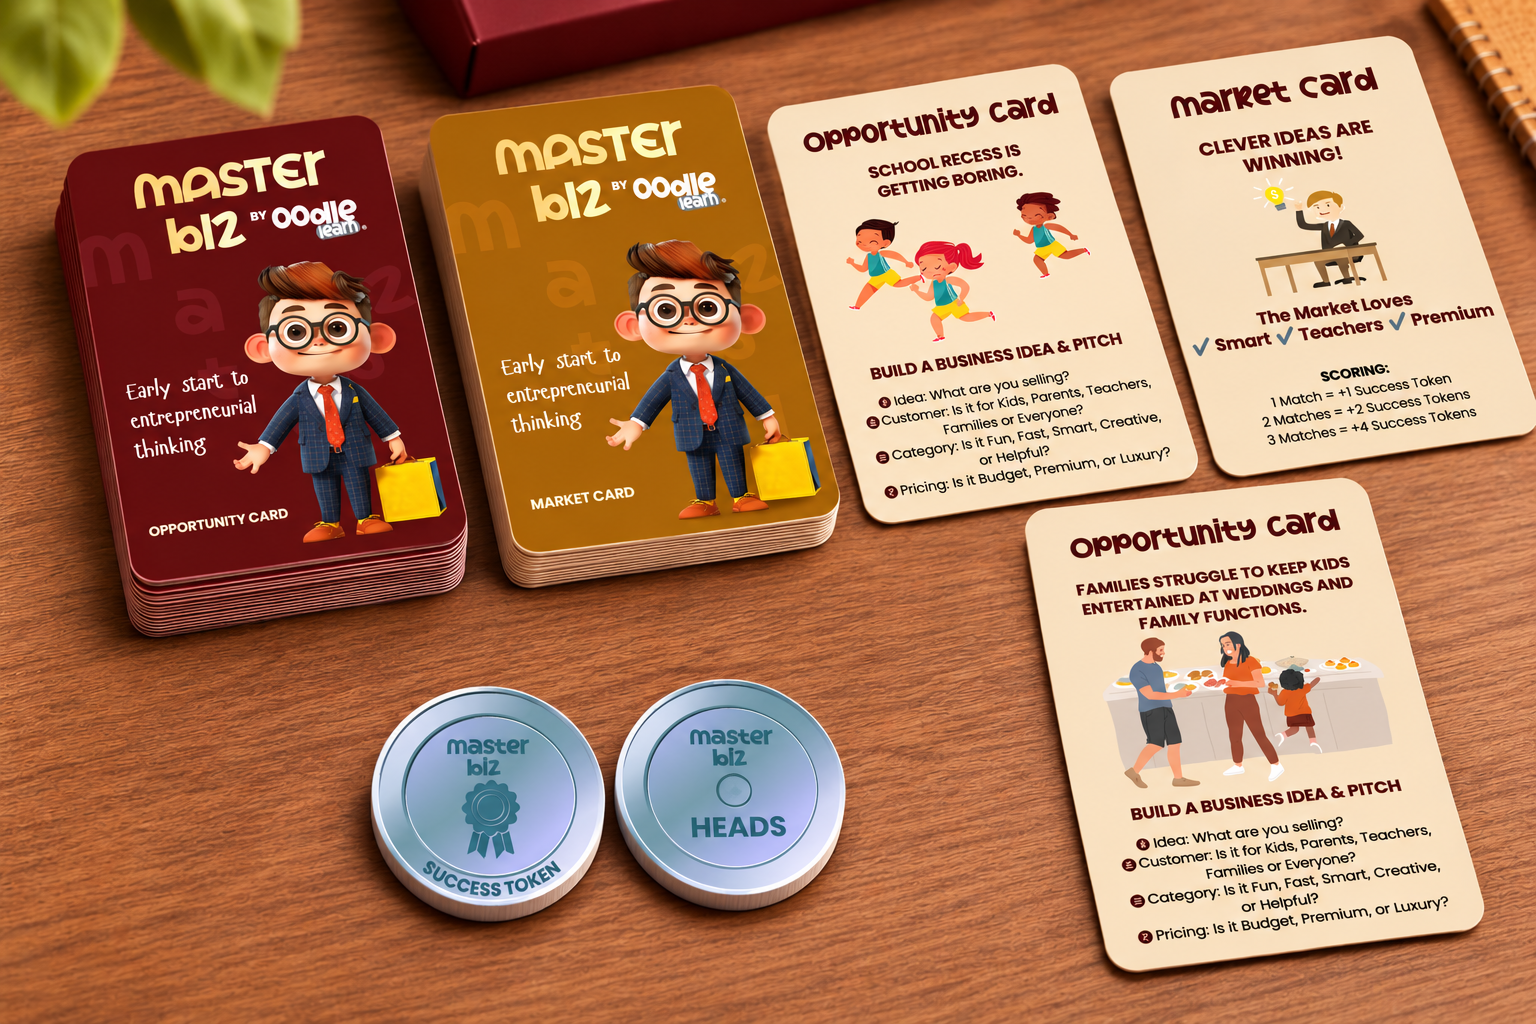 master
biz BY OOdle
learn
Early start to
entrepreneurial
thinking
OPPORTUNITY CARD
master
biz BY OOdle
learn
Early start to
entrepreneurial
thinking
MARKET CARD
Opportunity Card
SCHOOL RECESS IS
GETTING BORING.
BUILD A BUSINESS IDEA & PITCH
Idea: What are you selling?
Customer: Is it for Kids, Parents, Teachers,
Families or Everyone?
Category: Is it Fun, Fast, Smart, Creative,
or Helpful?
Pricing: Is it Budget, Premium, or Luxury?
Market Card
CLEVER IDEAS ARE
WINNING!
The Market Loves
✓ Smart ✓ Teachers ✓ Premium
SCORING:
1 Match = +1 Success Token
2 Matches = +2 Success Tokens
3 Matches = +4 Success Tokens
Opportunity Card
FAMILIES STRUGGLE TO KEEP KIDS
ENTERTAINED AT WEDDINGS AND
FAMILY FUNCTIONS.
BUILD A BUSINESS IDEA & PITCH
Idea: What are you selling?
Customer: Is it for Kids, Parents, Teachers,
Families or Everyone?
Category: Is it Fun, Fast, Smart, Creative,
or Helpful?
Pricing: Is it Budget, Premium, or Luxury?
master
biz
SUCCESS TOKEN
master
biz
HEADS